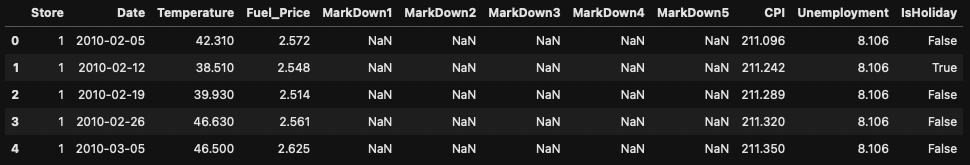 Store Date Temperature Fuel_Price MarkDown1 MarkDown2 MarkDown3 MarkDown4 MarkDown5 CPI Unemployment IsHoliday
0 1 2010-02-05 42.310 2.572 NaN NaN NaN NaN NaN 211.096 8.106 False
1 1 2010-02-12 38.510 2.548 NaN NaN NaN NaN NaN 211.242 8.106 True
2 1 2010-02-19 39.930 2.514 NaN NaN NaN NaN NaN 211.289 8.106 False
3 1 2010-02-26 46.630 2.561 NaN NaN NaN NaN NaN 211.320 8.106 False
4 1 2010-03-05 46.500 2.625 NaN NaN NaN NaN NaN 211.350 8.106 False